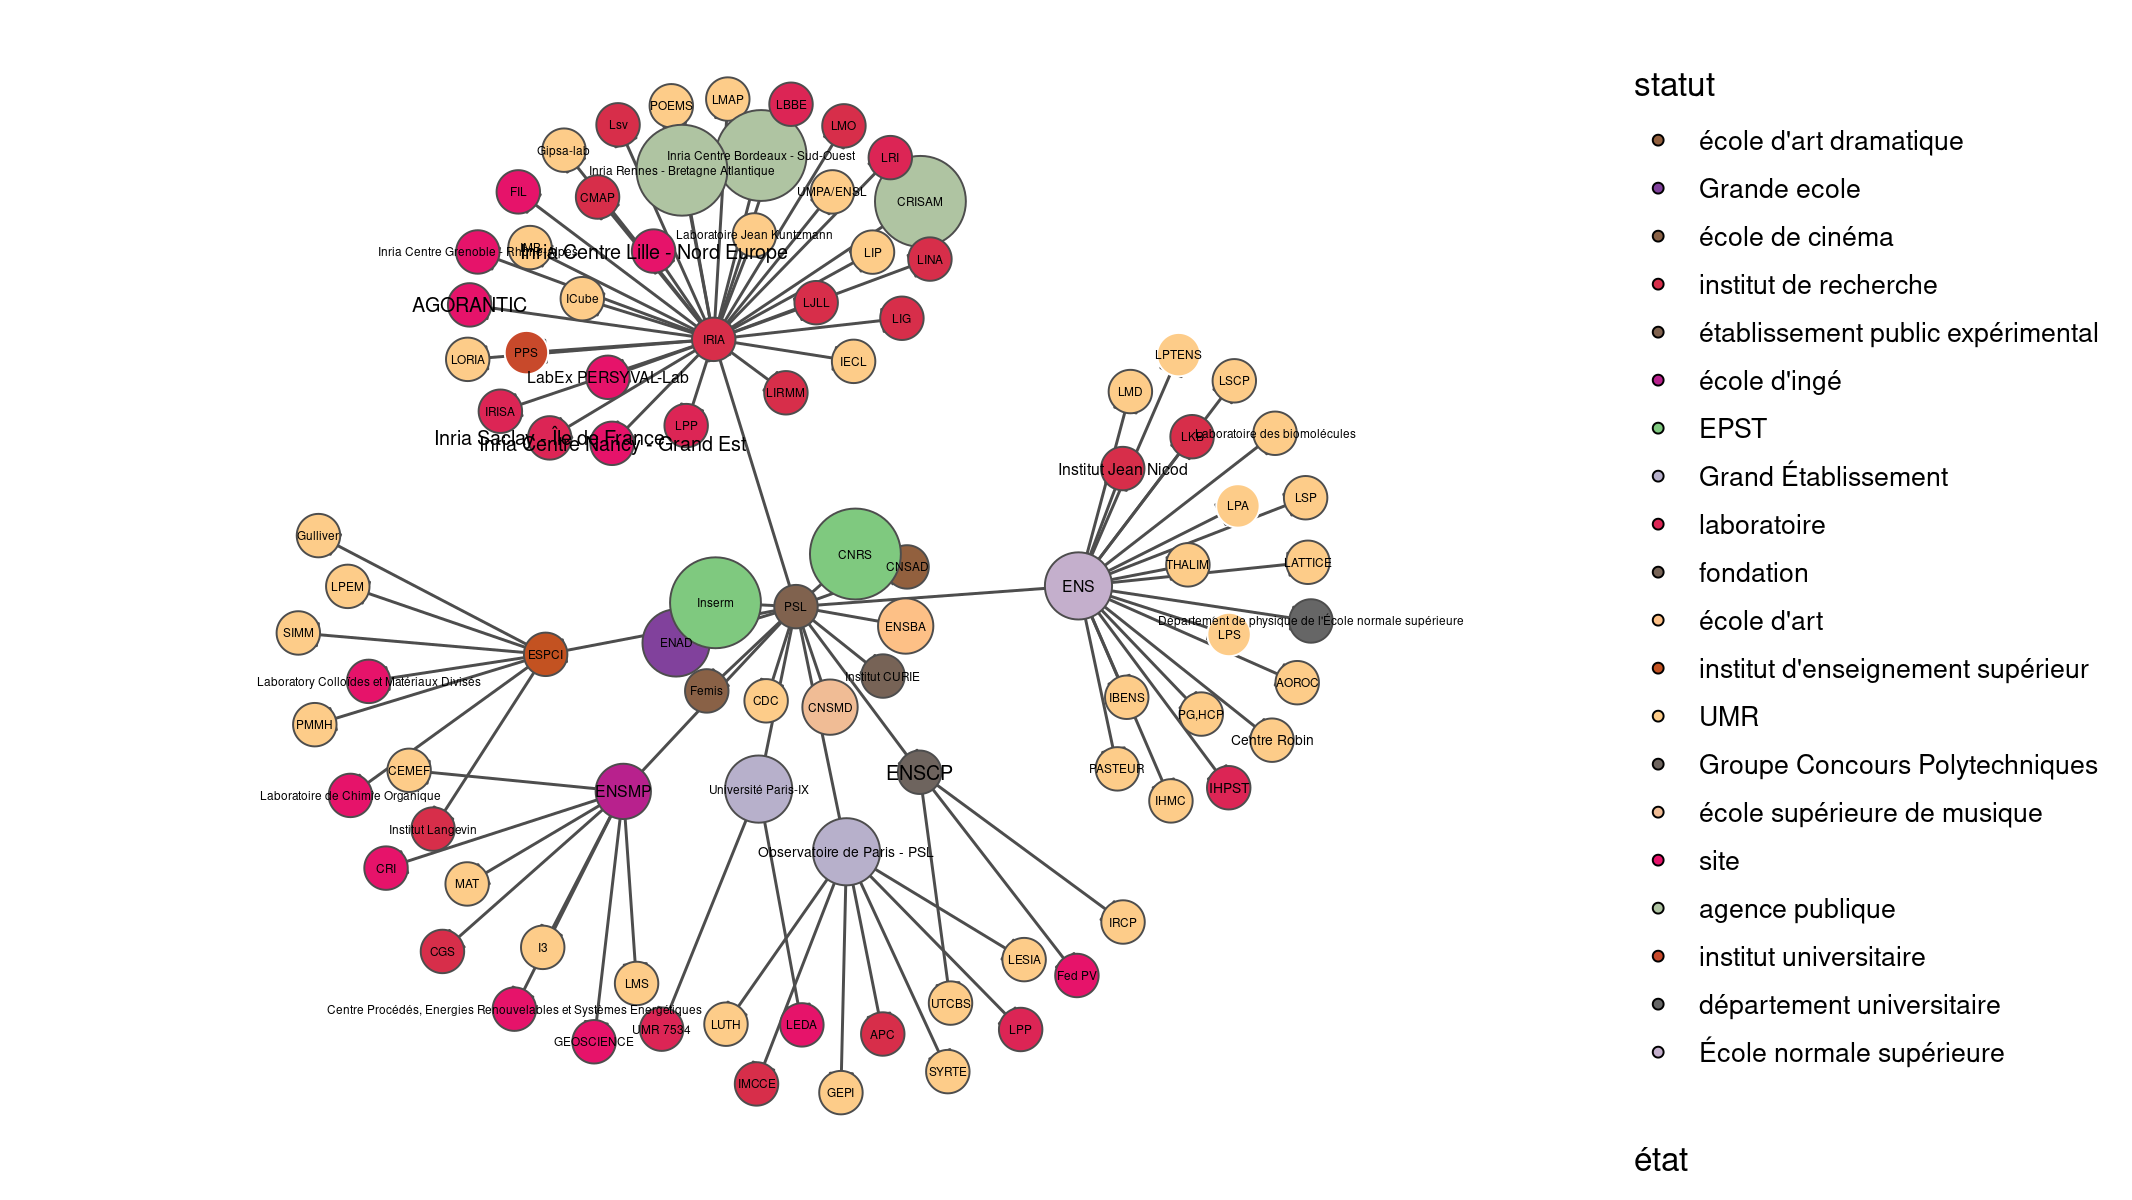 POEMS
LMAP
LBBE
Lsv
LMO
Gipsa-lab
Inria Centre Bordeaux - Sud-Ouest
LRI
Inria Rennes - Bretagne Atlantique
FIL
CMAP
UMPA/ENSL
CRISAM
Laboratoire Jean Kuntzmann
Inria Centre Grenoble - Rhône-Alpes
Inria Centre Lille - Nord Europe
LIP
LINA
AGORANTIC
ICube
LJLL
LIG
IRIA
LORIA
PPS
IECL
LabEx PERSYVAL-Lab
LIRMM
IRISA
LPP
Inria Saclay - Île de France
Inria Centre Nancy - Grand Est
LPTENS
LMD
LSCP
LKB
Laboratoire des biomolécules
Institut Jean Nicod
LPA
LSP
THALIM
LATTICE
ENS
Département de physique de l'École normale supérieure
LPS
AOROC
IBENS
PG,HCP
Centre Robin
PASTEUR
IHMC
IHPST
Gulliver
LPEM
SIMM
ESPCI
Laboratory Colloïdes et Matériaux Divisés
PMMH
CNRS
CNSAD
Inserm
PSL
ENSBA
ENAD
Femis
CDC
Institut CURIE
CNSMD
CEMEF
Laboratoire de Chimie Organique
ENSMP
Université Paris-IX
ENSCP
Institut Langevin
Observatoire de Paris - PSL
CRI
MAT
CGS
I3
LMS
Centre Procédés, Energies Renouvelables et Systèmes Energétiques
GEOSCIENCE
UMR 7534
LUTH
LEDA
APC
IMCCE
GEPI
SYRTE
UTCBS
LPP
LESIA
Fed PV
IRCP
statut
école d'art dramatique
Grande ecole
école de cinéma
institut de recherche
établissement public expérimental
école d'ingé
EPST
Grand Établissement
laboratoire
fondation
école d'art
institut d'enseignement supérieur
UMR
Groupe Concours Polytechniques
école supérieure de musique
site
agence publique
institut universitaire
département universitaire
École normale supérieure
état